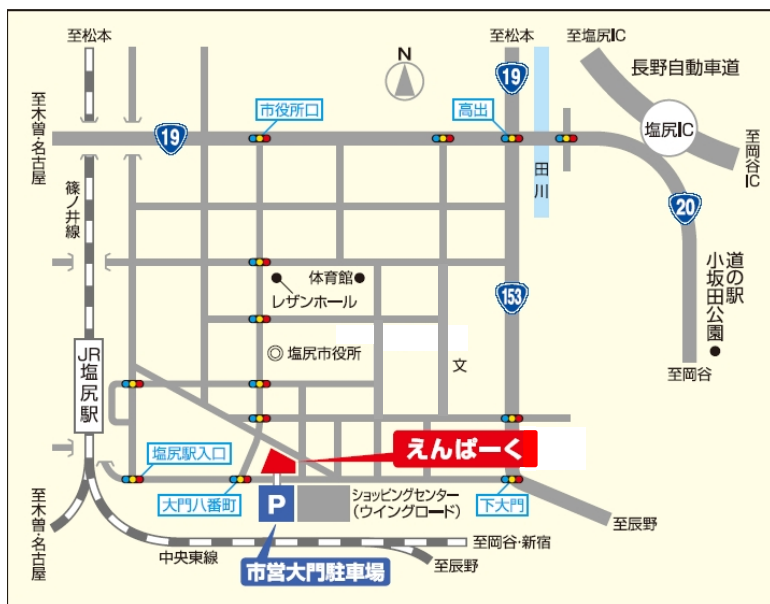 至松本
至松本
至塩尻IC
N
長野自動車道
19
市役所口
高出
19
塩尻IC
至木曽・名古屋
至岡谷IC
田川
篠ノ井線
20
体育館
レザンホール
153
道の駅
小坂田公園
塩尻市役所
文
JR塩尻駅
至岡谷
えんぱーく
塩尻駅入口
大門八番町
P
ショッピングセンター
（ウイングロード）
下大門
至木曽・名古屋
至辰野
中央東線
至岡谷・新宿
市営大門駐車場
至辰野